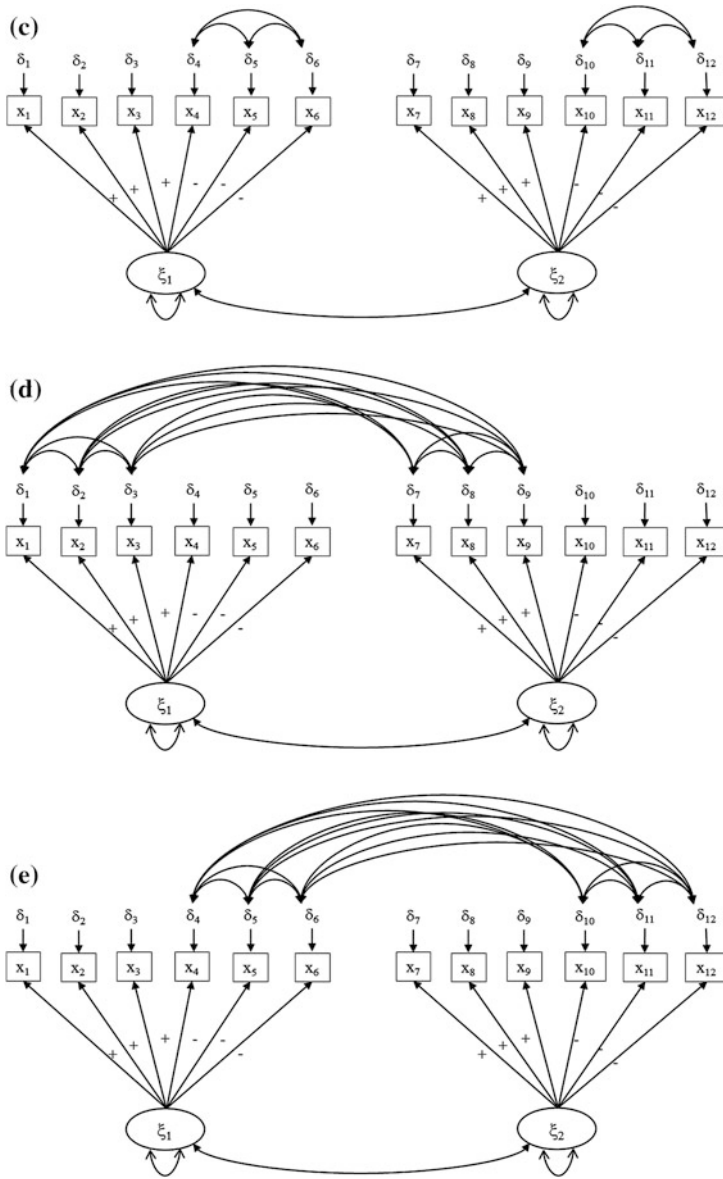 (c)
δ1 δ2 δ3 δ4 δ5 δ6 δ7 δ8 δ9 δ10 δ11 δ12
x1 x2 x3 x4 x5 x6 x7 x8 x9 x10 x11 x12
+ + + - - - + + + - - -
ξ1 ξ2
(d)
δ1 δ2 δ3 δ4 δ5 δ6 δ7 δ8 δ9 δ10 δ11 δ12
x1 x2 x3 x4 x5 x6 x7 x8 x9 x10 x11 x12
+ + + - - - + + + - - -
ξ1 ξ2
(e)
δ1 δ2 δ3 δ4 δ5 δ6 δ7 δ8 δ9 δ10 δ11 δ12
x1 x2 x3 x4 x5 x6 x7 x8 x9 x10 x11 x12
+ + + - - - + + + - - -
ξ1 ξ2